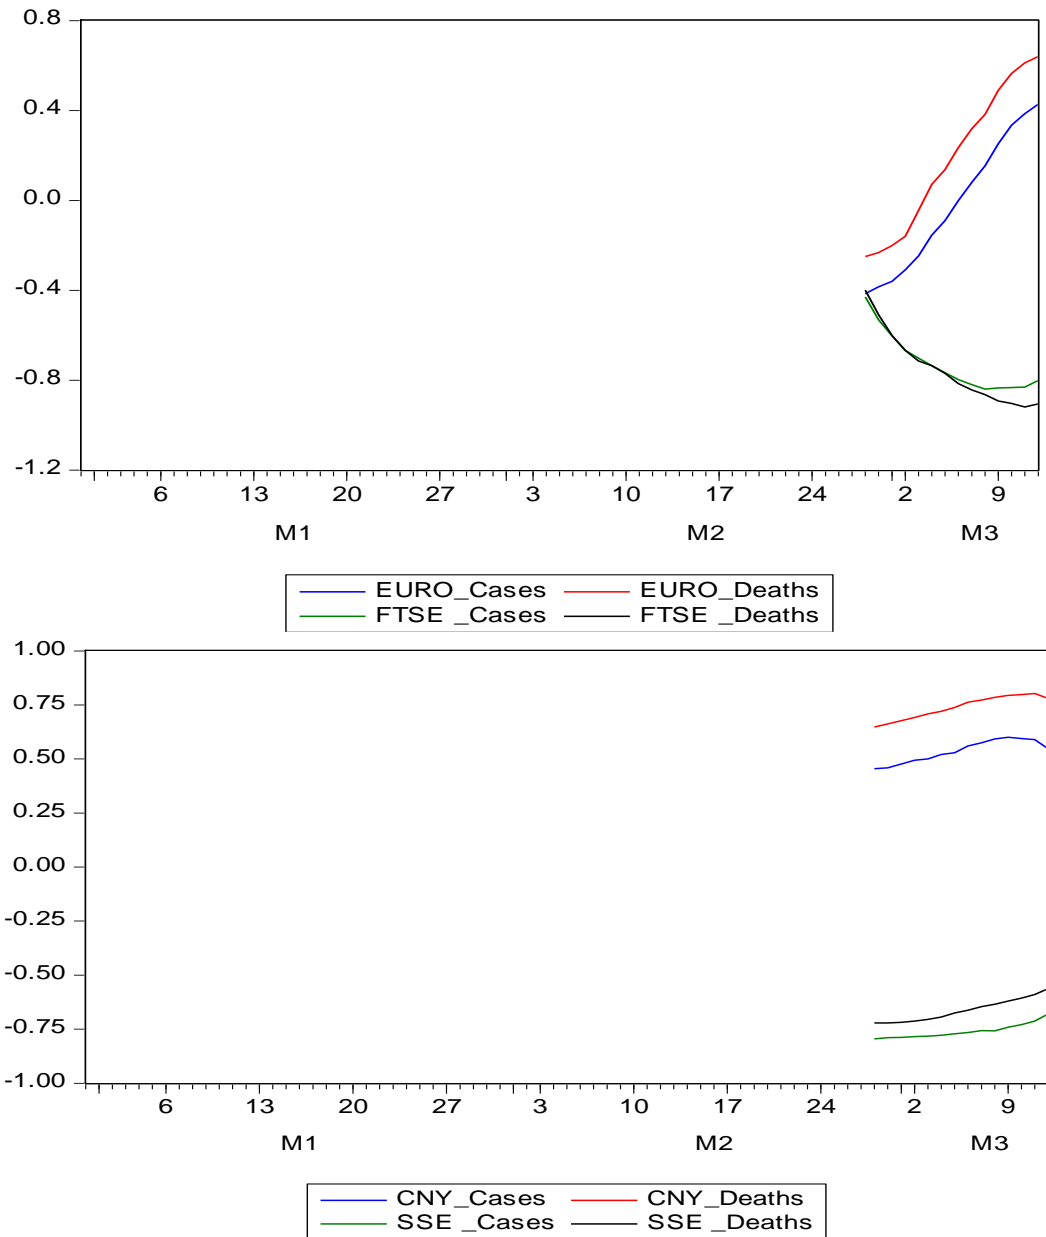 0.8
0.4
0.0
-0.4
-0.8
-1.2
6 13 20 27 3 10 17 24 2 9
M1 M2 M3
EURO_Cases EURO_Deaths
FTSE _Cases FTSE _Deaths
1.00
0.75
0.50
0.25
0.00
-0.25
-0.50
-0.75
-1.00
6 13 20 27 3 10 17 24 2 9
M1 M2 M3
CNY_Cases CNY_Deaths
SSE _Cases SSE _Deaths